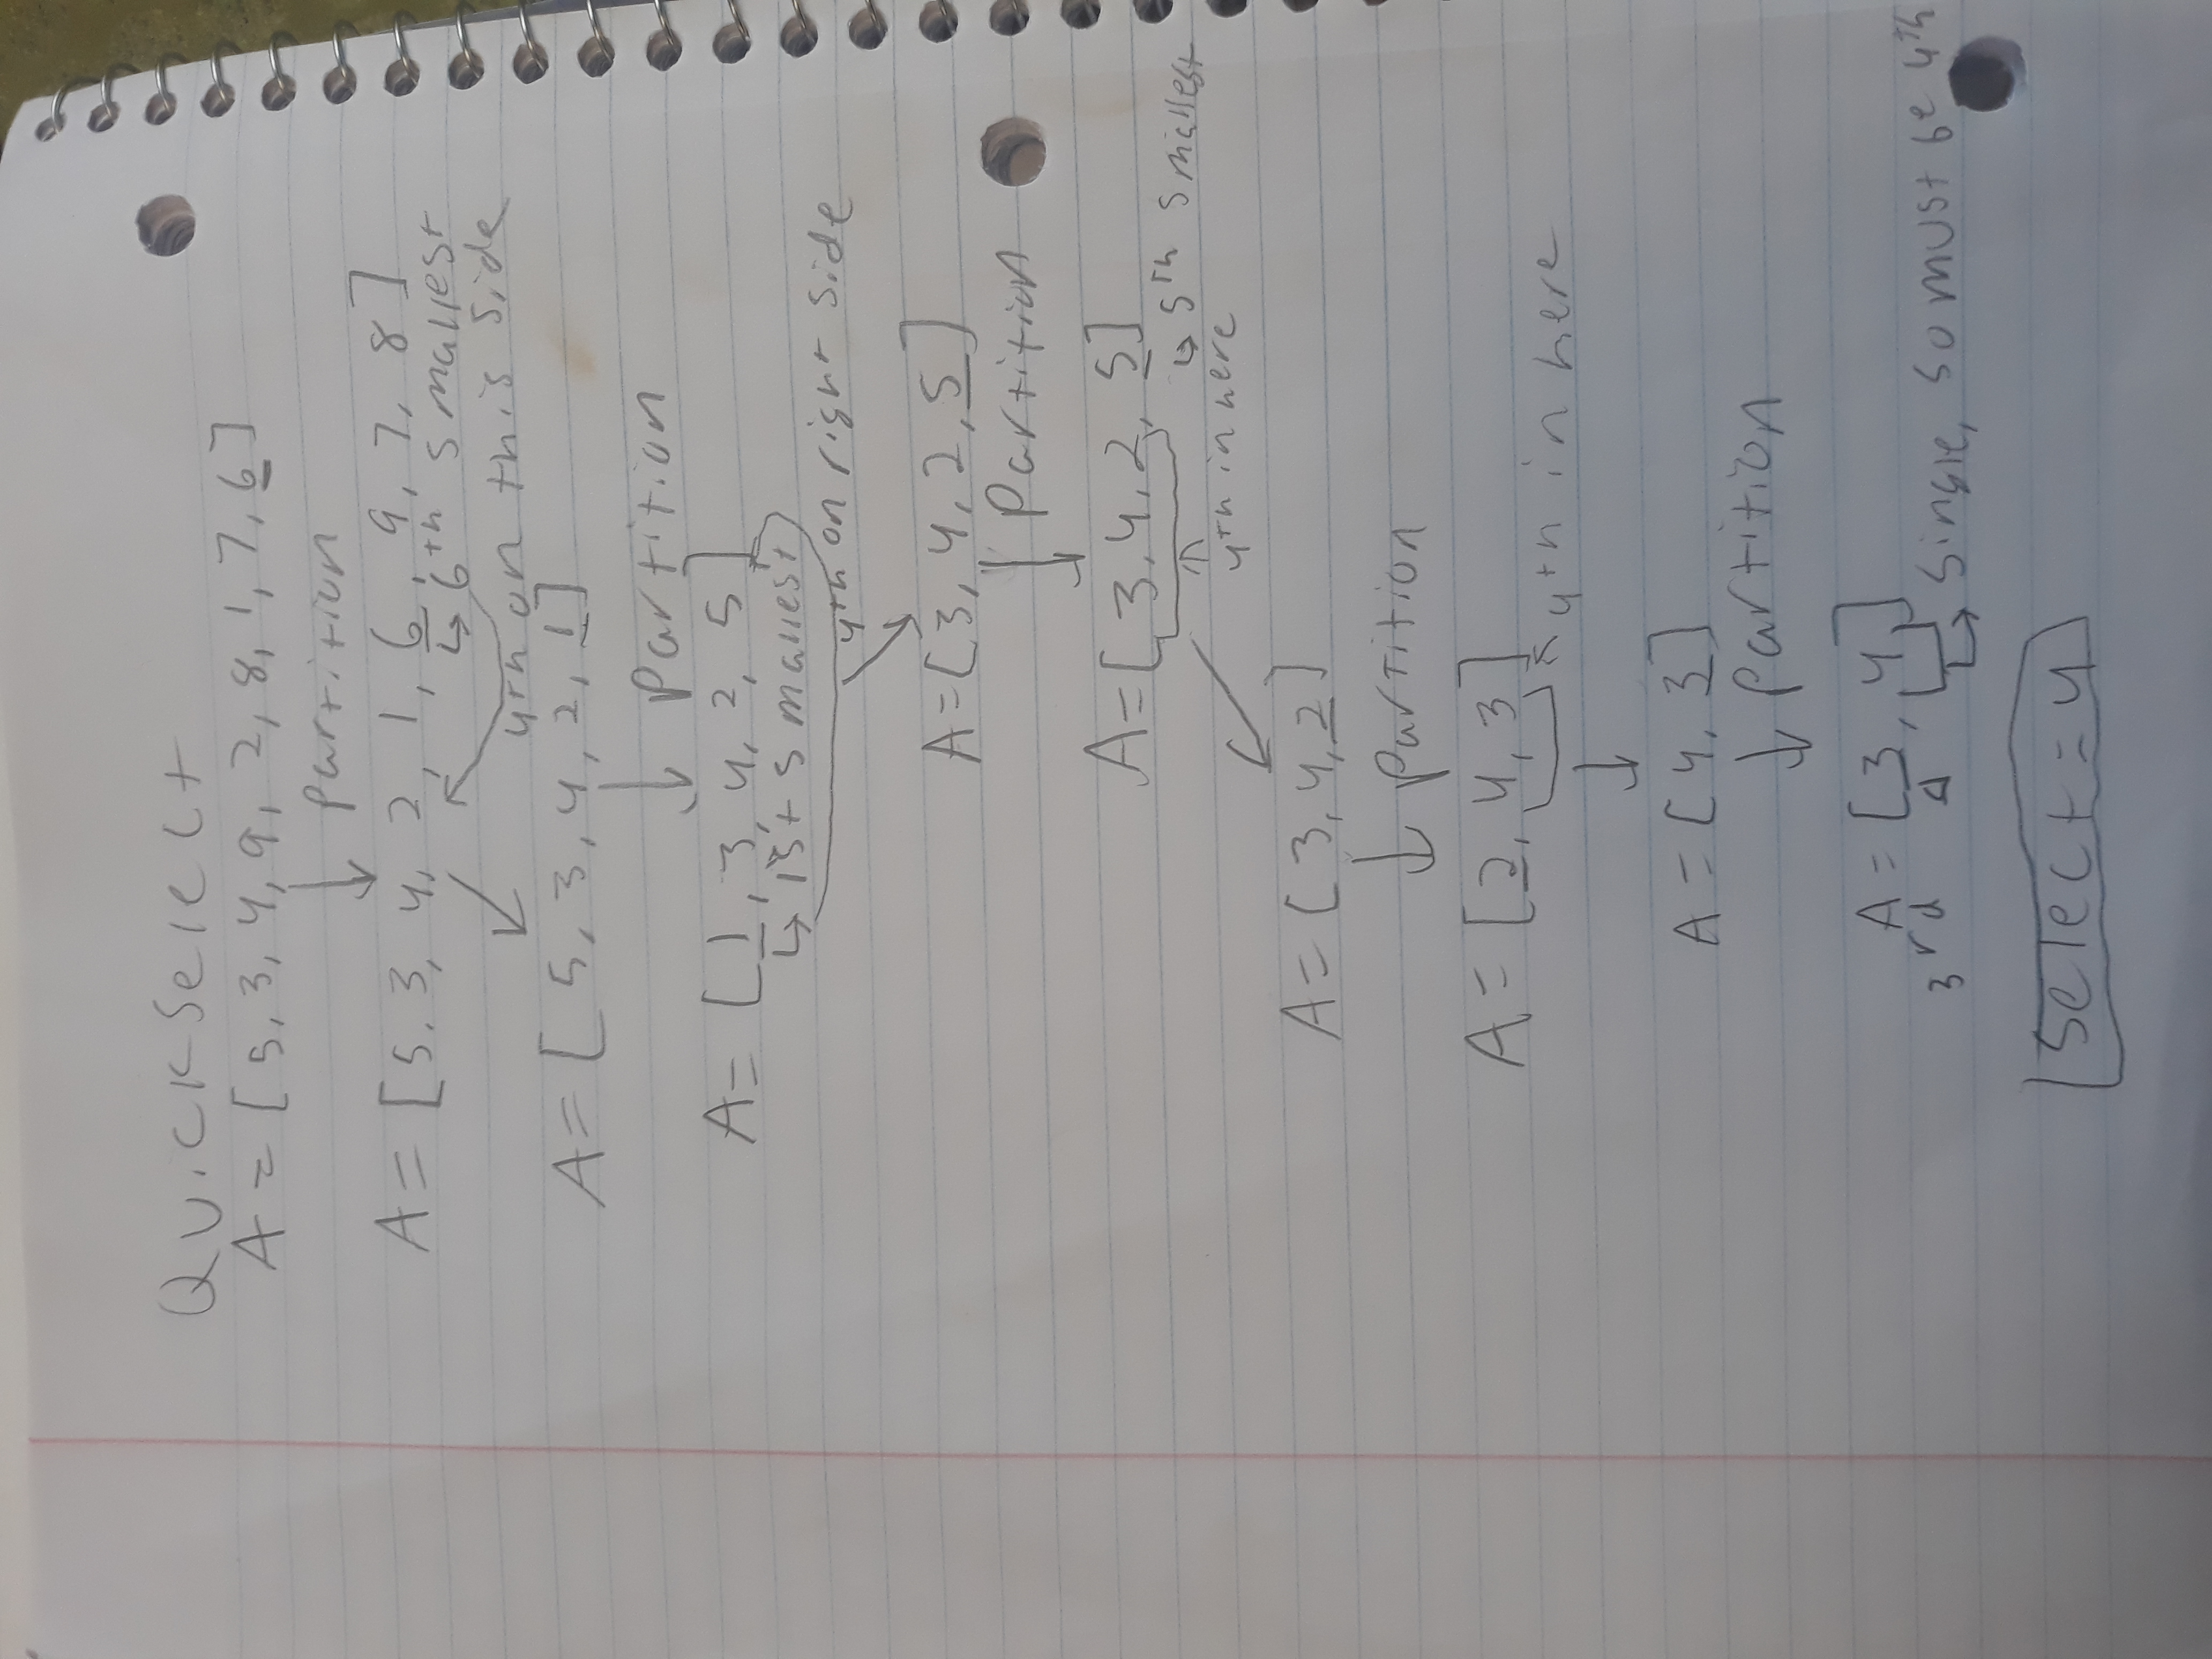 QuickSelect
A = [5, 3, 4, 9, 2, 8, 1, 7, 6]
partition
A = [5, 3, 4, 2, 1, 6, 9, 7, 8]
↳ 6th smallest
4th on this side
A = [5, 3, 4, 2, 1]
partition
A = [1, 3, 4, 2, 5]
↳ 1st smallest
4th on right side
A = [3, 4, 2, 5]
partition
A = [3, 4, 2, 5]
↳ 5th smallest
4th in here
A = [3, 4, 2]
partition
A = [2, 4, 3]
4th in here
A = [4, 3]
partition
A = [3, 4]
3rd
↳ single, so must be 4th
Select = 4